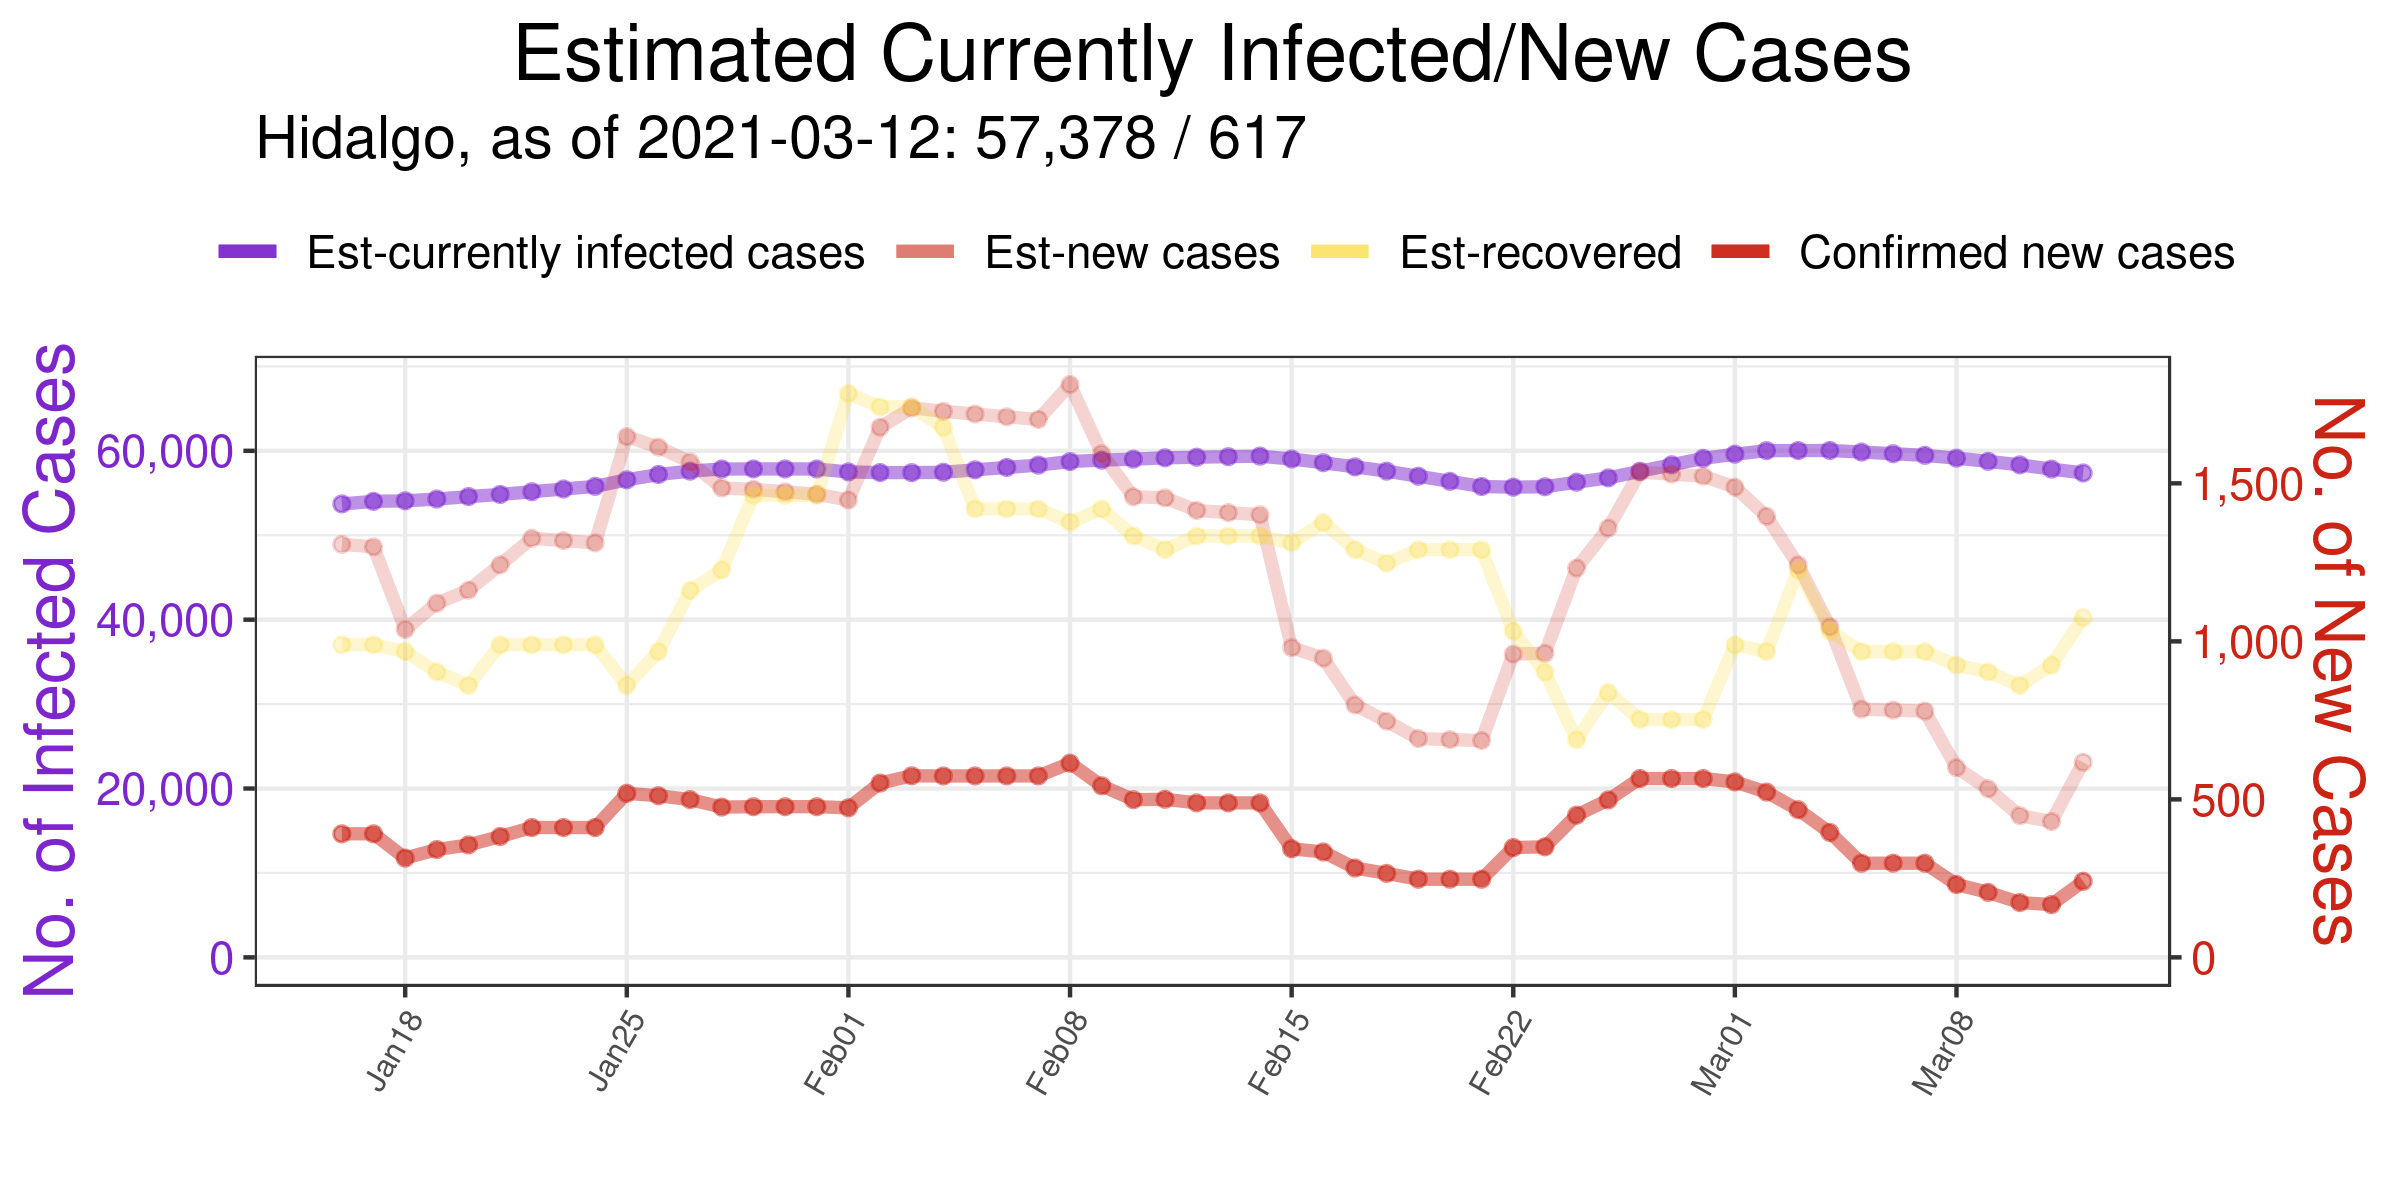 Estimated Currently Infected/New Cases
Hidalgo, as of 2021-03-12: 57,378 / 617
Est-currently infected cases Est-new cases Est-recovered Confirmed new cases
No. of Infected Cases
60,000
40,000
20,000
0
No. of New Cases
1,500
1,000
500
0
Jan18 Jan25 Feb01 Feb08 Feb15 Feb22 Mar01 Mar08